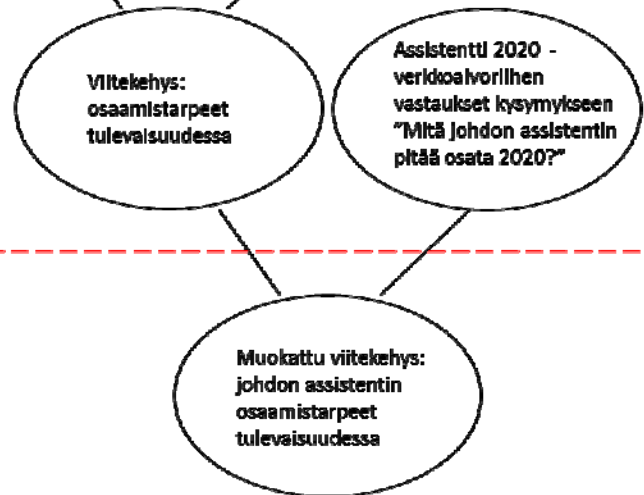 Viitekehys:
osaamistarpeet
tulevaisuudessa
Assistentti 2020 -
verkkoaivoriihen
vastaukset kysymykseen
"Mitä johdon assistentin
pitää osata 2020?"
Muokattu viitekehys:
johdon assistentin
osaamistarpeet
tulevaisuudessa